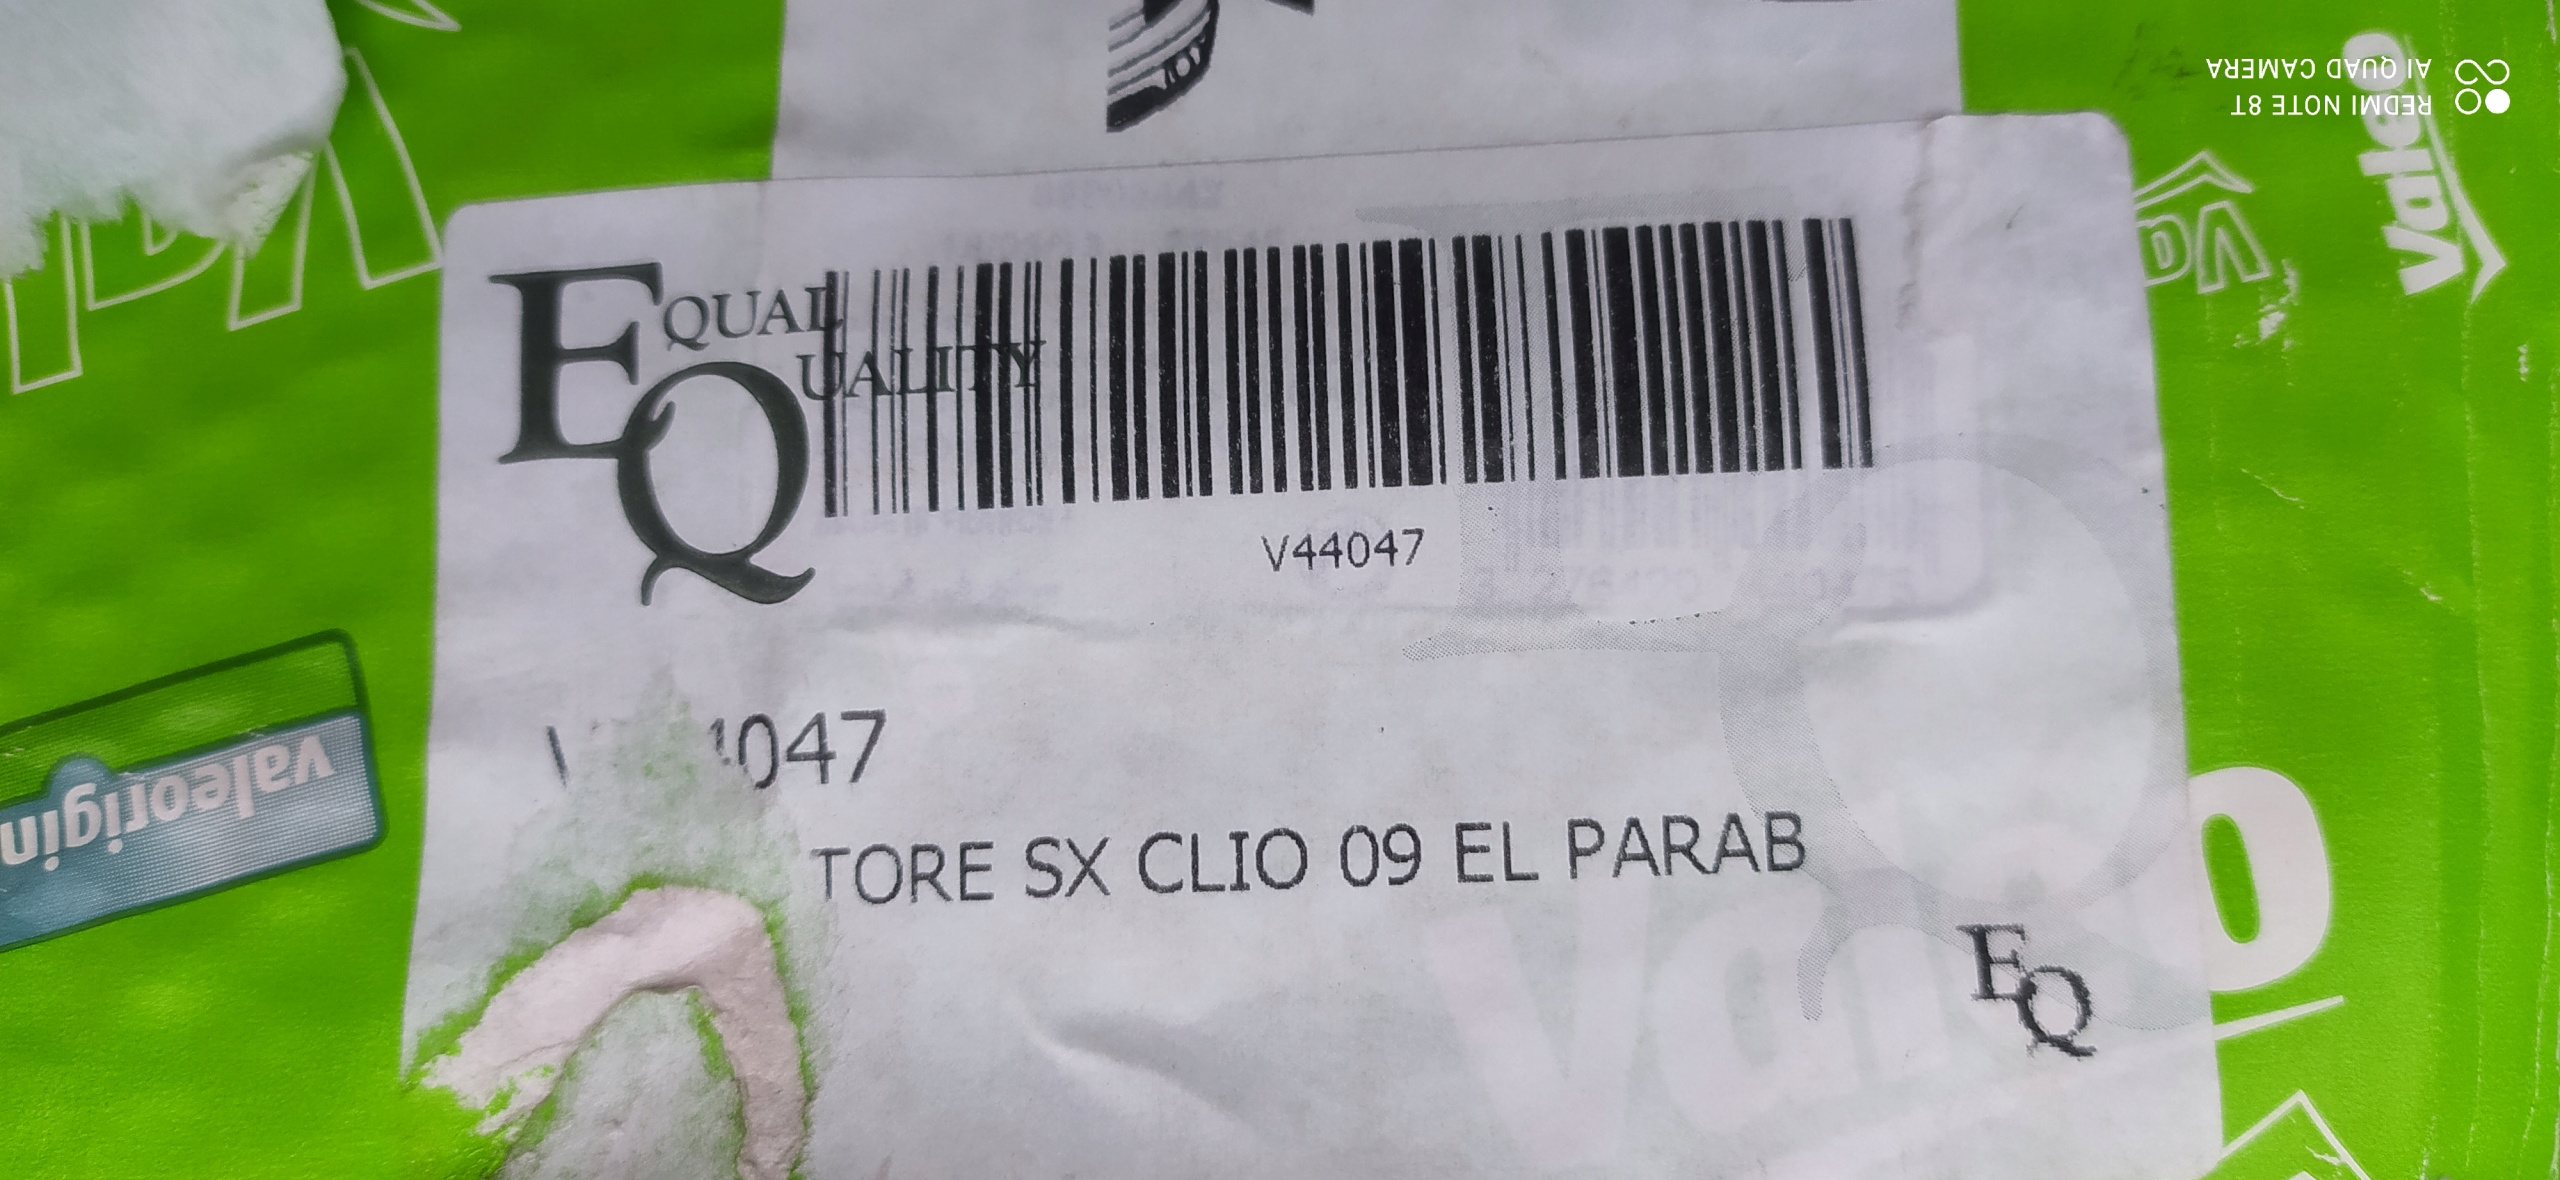 EQUAL
QUALITY
V44047
047
TORE SX CLIO 09 EL PARAB
EQ
valeorigin
Valeo
Va
REDMI NOTE 8T
AI QUAD CAMERA